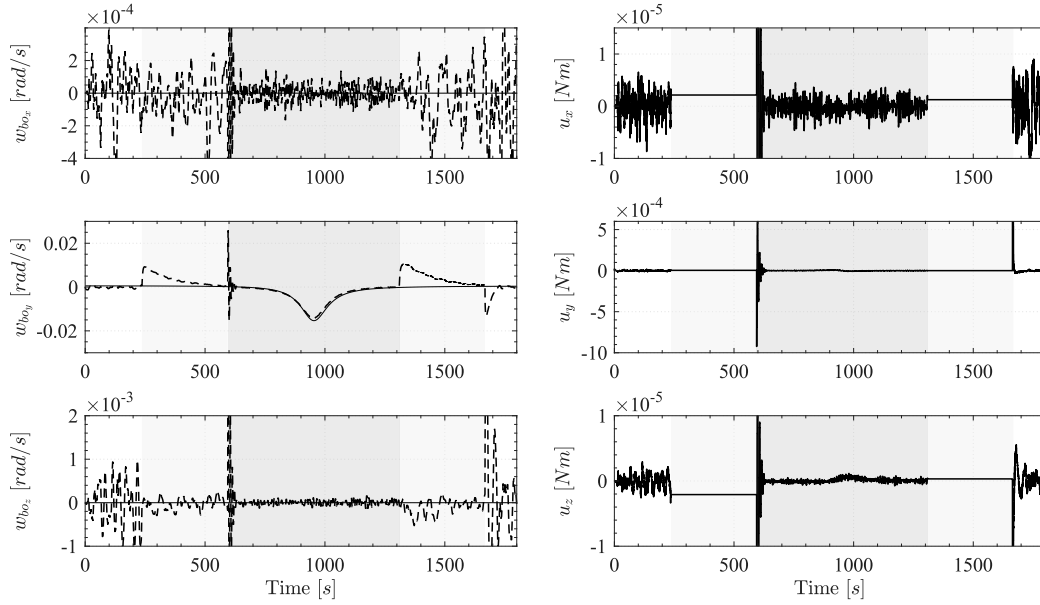 ×10⁻⁴
4
2
0
-2
-4
w_{bo_x} [rad/s]
0 500 1000 1500
×10⁻⁵
1
0
-1
u_x [Nm]
0 500 1000 1500
0.02
0
-0.02
w_{bo_y} [rad/s]
0 500 1000 1500
×10⁻⁴
5
0
-5
-10
u_y [Nm]
0 500 1000 1500
×10⁻³
2
1
0
-1
w_{bo_z} [rad/s]
0 500 1000 1500
Time [s]
×10⁻⁵
1
0
-1
u_z [Nm]
0 500 1000 1500
Time [s]